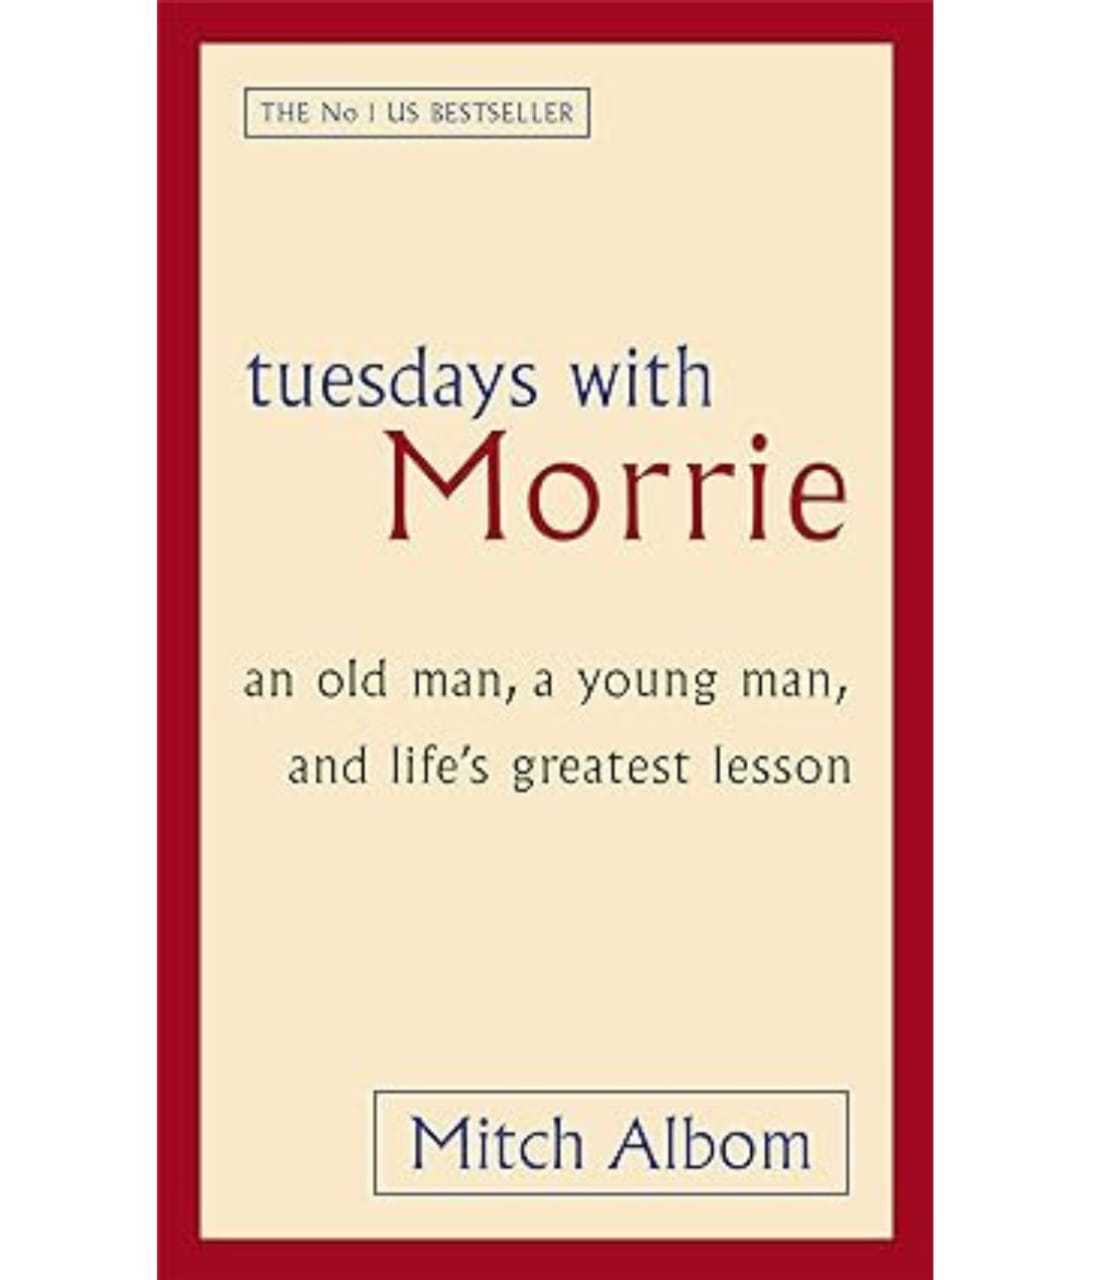 THE No 1 US BESTSELLER
tuesdays with
Morrie
an old man, a young man,
and life's greatest lesson
Mitch Albom